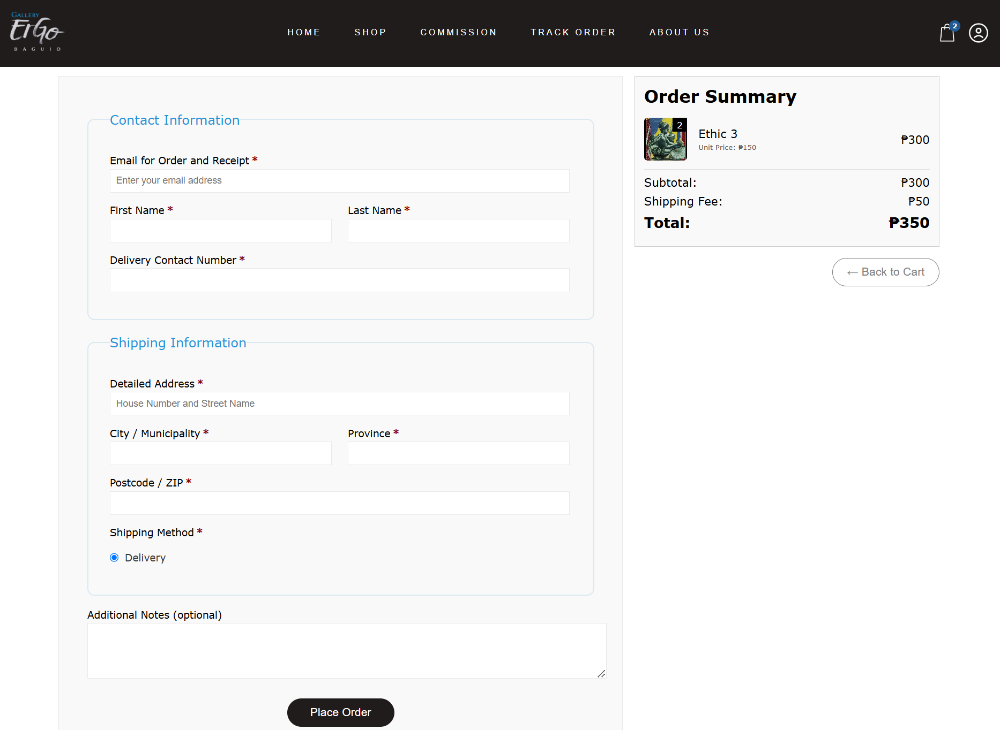 GALLERY
ErGo
BAGUIO
HOME
SHOP
COMMISSION
TRACK ORDER
ABOUT US
2
Contact Information
Email for Order and Receipt *
Enter your email address
First Name *
Last Name *
Delivery Contact Number *
Shipping Information
Detailed Address *
House Number and Street Name
City / Municipality *
Province *
Postcode / ZIP *
Shipping Method *
Delivery
Additional Notes (optional)
Place Order
Order Summary
2
Ethic 3
Unit Price: ₱150
₱300
Subtotal: ₱300
Shipping Fee: ₱50
Total: ₱350
← Back to Cart